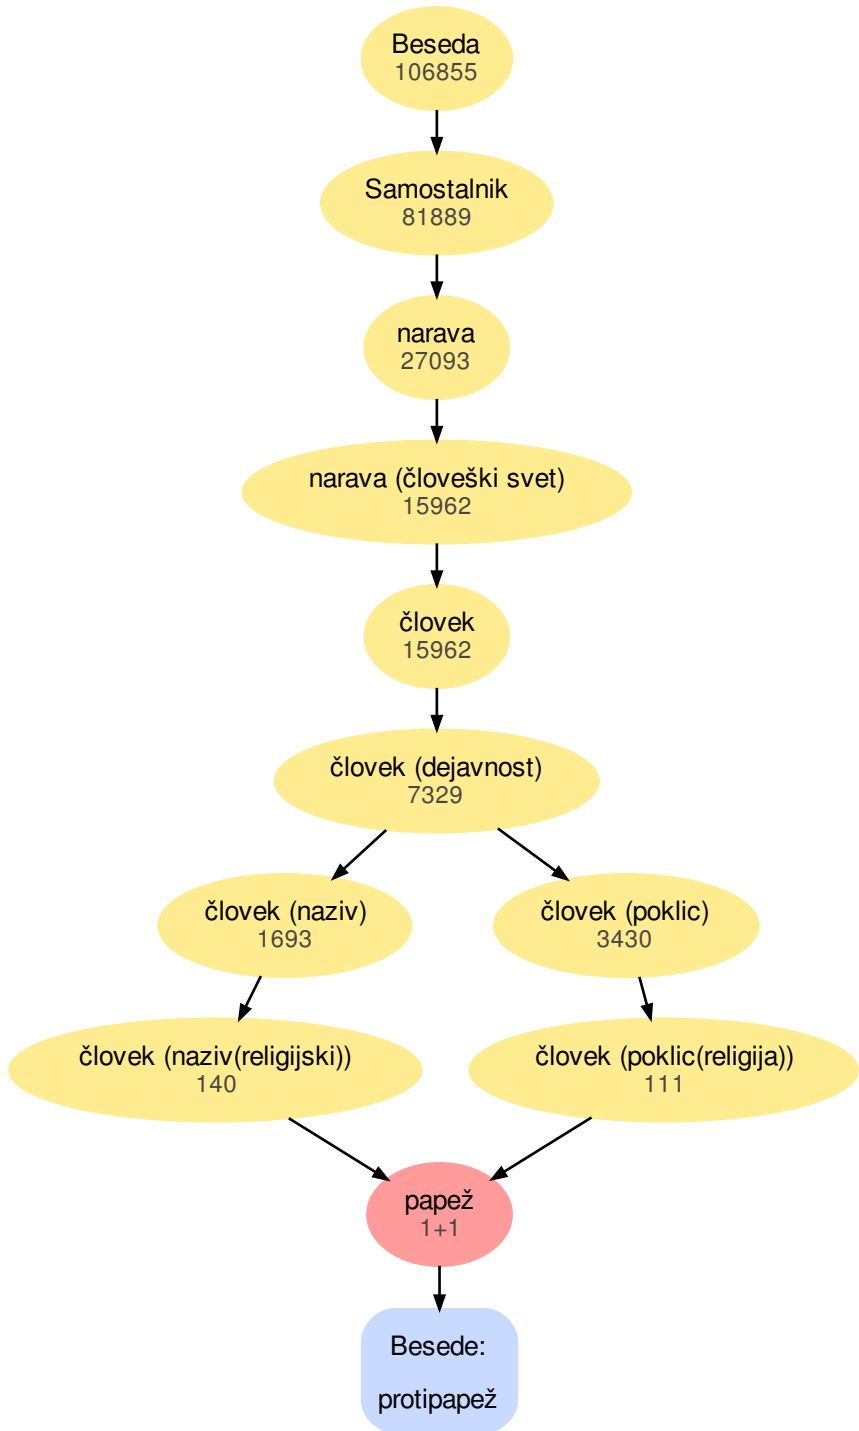 Beseda
106855
Samostalnik
81889
narava
27093
narava (človeški svet)
15962
človek
15962
človek (dejavnost)
7329
človek (naziv)
1693
človek (poklic)
3430
človek (naziv(religijski))
140
človek (poklic(religija))
111
papež
1+1
Besede:
protipapež